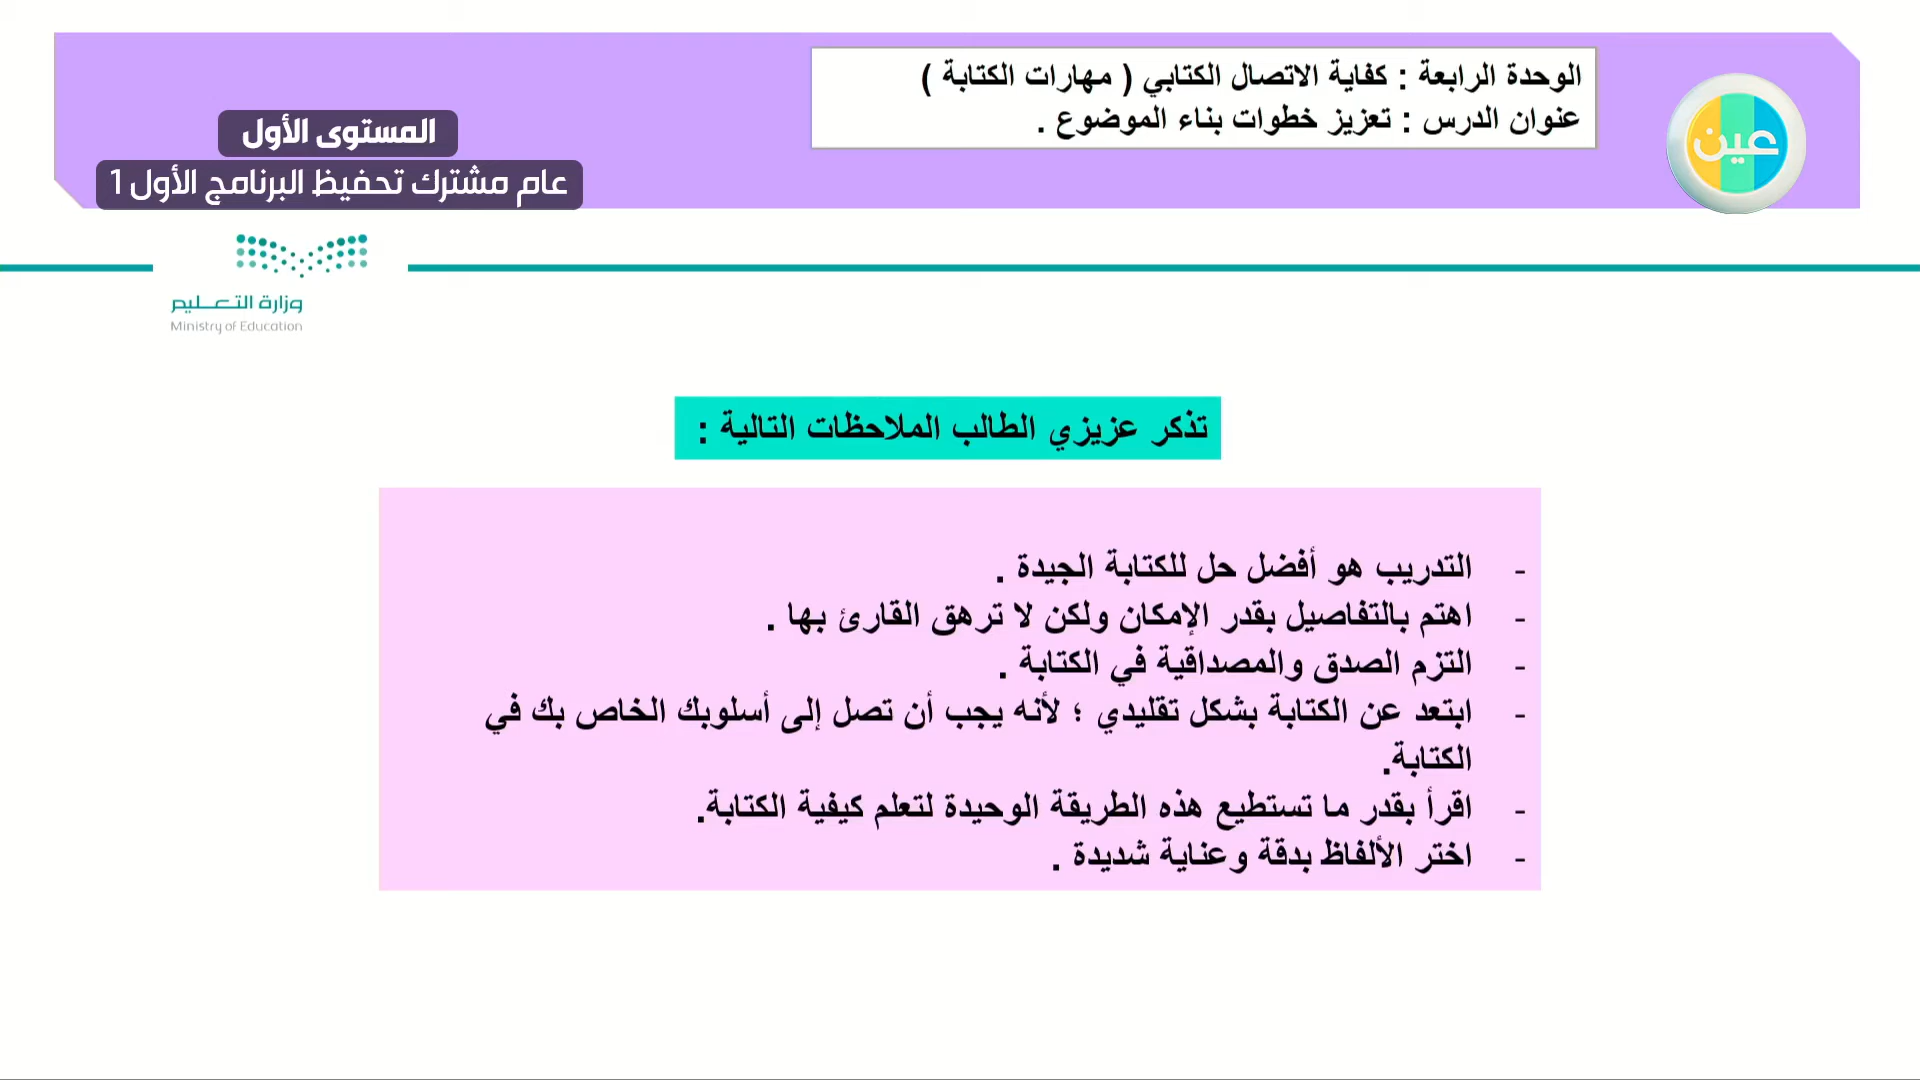 الوحدة الرابعة : كفاية الاتصال الكتابي ( مهارات الكتابة )
عنوان الدرس : تعزيز خطوات بناء الموضوع .
عين
المستوى الأول
عام مشترك تحفيظ البرنامج الأول 1
وزارة التعـــليم
Ministry of Education
تذكر عزيزي الطالب الملاحظات التالية :
- التدريب هو أفضل حل للكتابة الجيدة .
- اهتم بالتفاصيل بقدر الإمكان ولكن لا ترهق القارئ بها .
- التزم الصدق والمصداقية في الكتابة .
- ابتعد عن الكتابة بشكل تقليدي ؛ لأنه يجب أن تصل إلى أسلوبك الخاص بك في
الكتابة.
- اقرأ بقدر ما تستطيع هذه الطريقة الوحيدة لتعلم كيفية الكتابة.
- اختر الألفاظ بدقة وعناية شديدة .